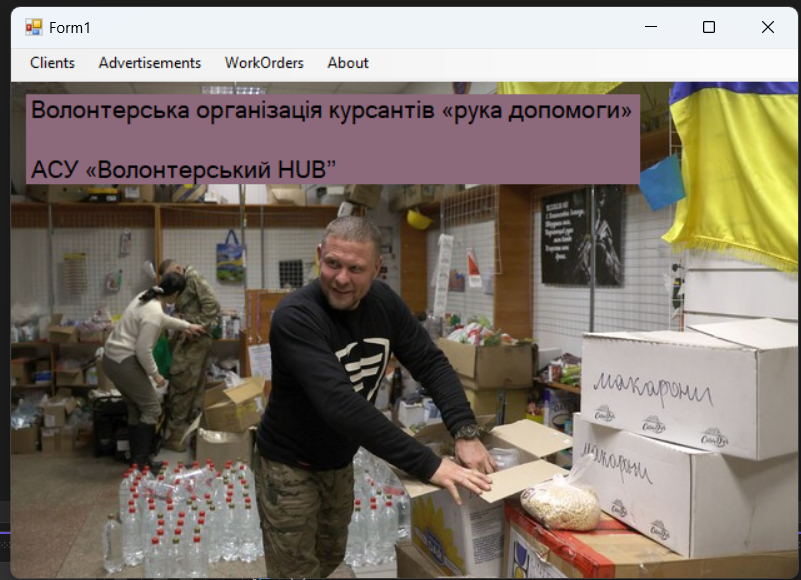 Form1
Clients Advertisements WorkOrders About
Волонтерська організація курсантів «рука допомоги»
АСУ «Волонтерський HUB”
макарони
макарони